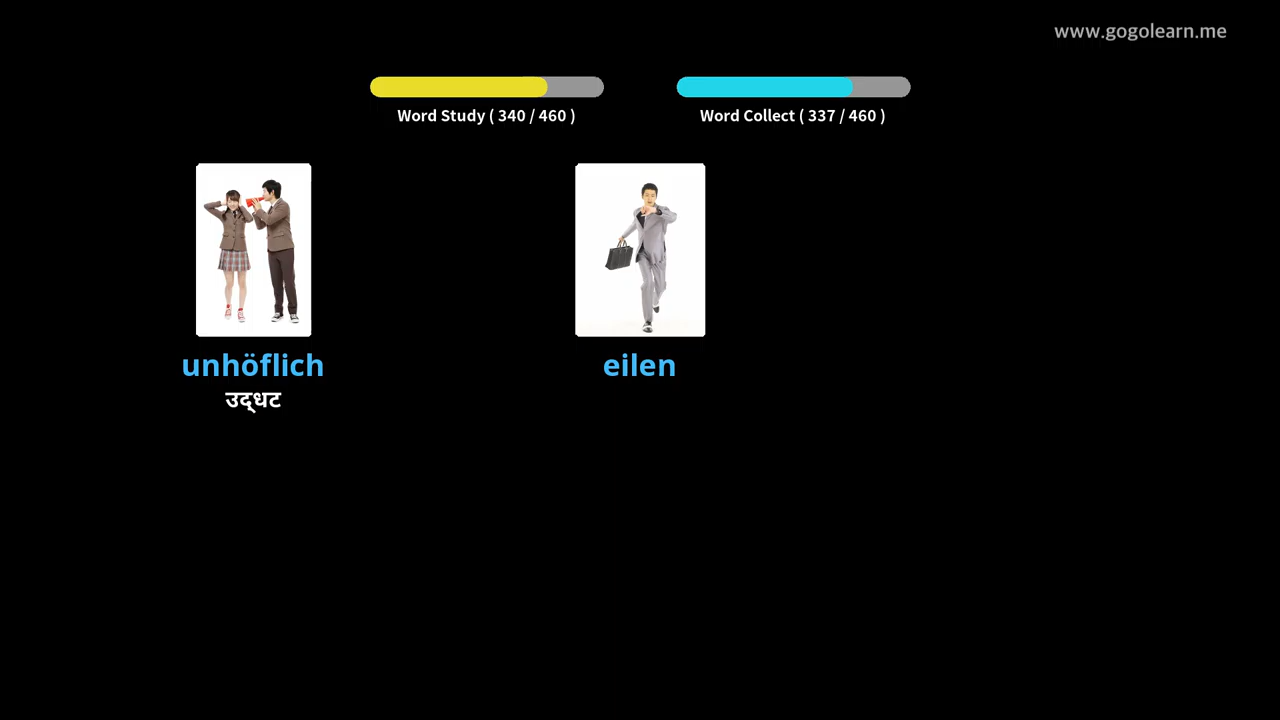 www.gogolearn.me
Word Study ( 340 / 460 )
Word Collect ( 337 / 460 )
unhöflich
eilen
उद्‌धट